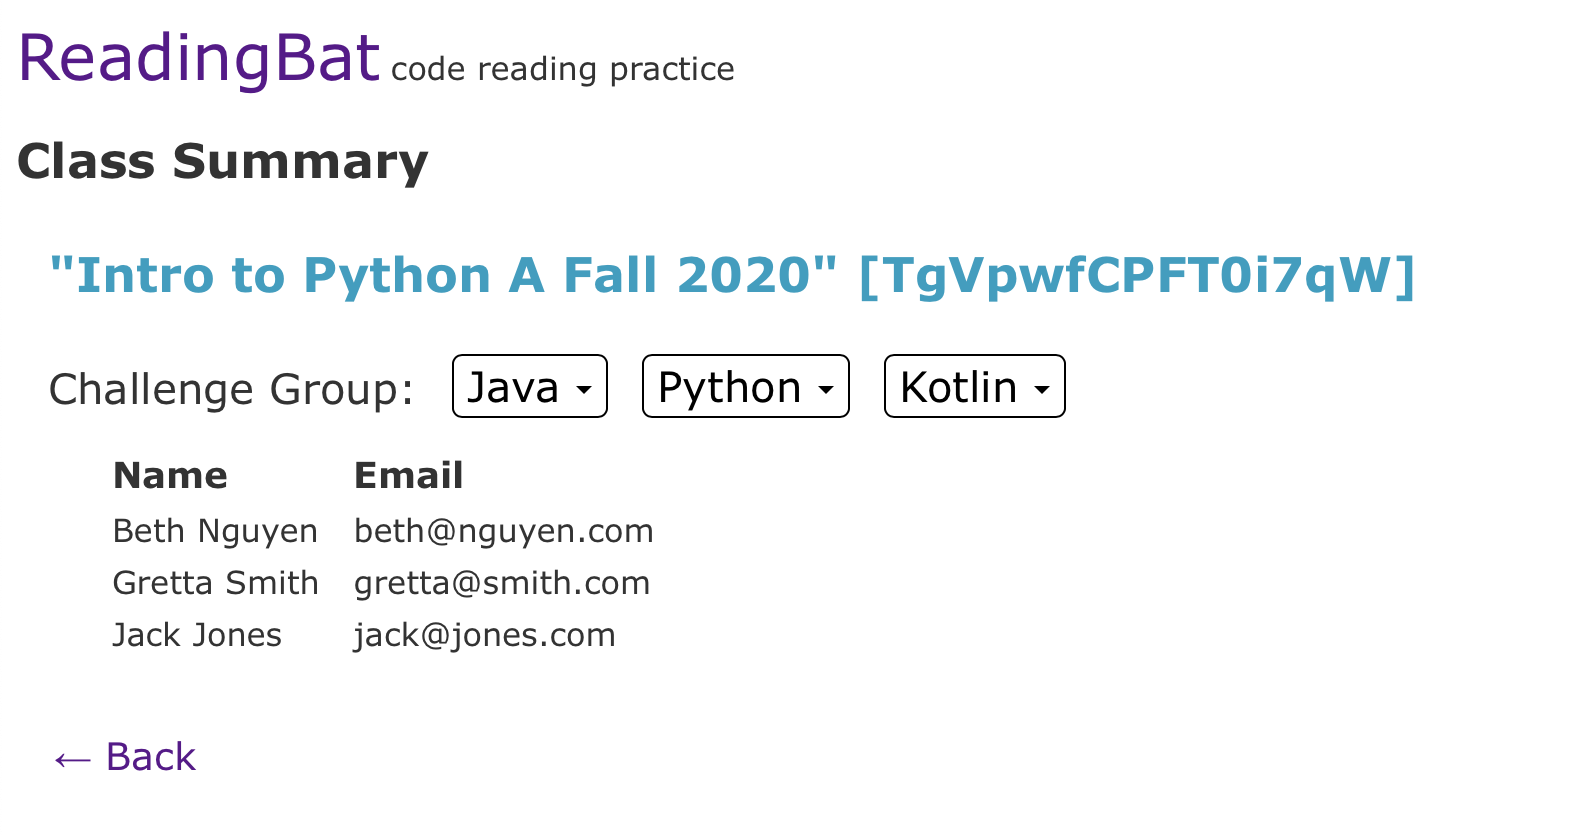 ReadingBat code reading practice
Class Summary
"Intro to Python A Fall 2020" [TgVpwfCPFT0i7qW]
Challenge Group: Java Python Kotlin
Name Email
Beth Nguyen beth@nguyen.com
Gretta Smith gretta@smith.com
Jack Jones jack@jones.com
← Back